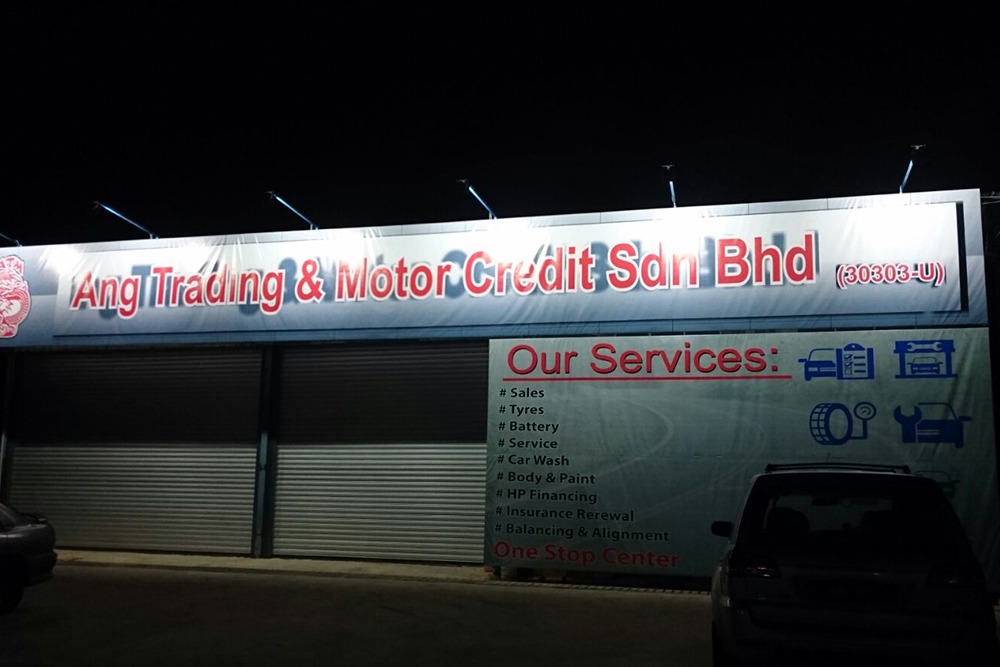 Ang Trading & Motor Credit Sdn Bhd (30303-U)
Our Services:
# Sales
# Tyres
# Battery
# Service
# Car Wash
# Body & Paint
# HP Financing
# Insurance Rerewal
# Balancing & Alignment
One Stop Center